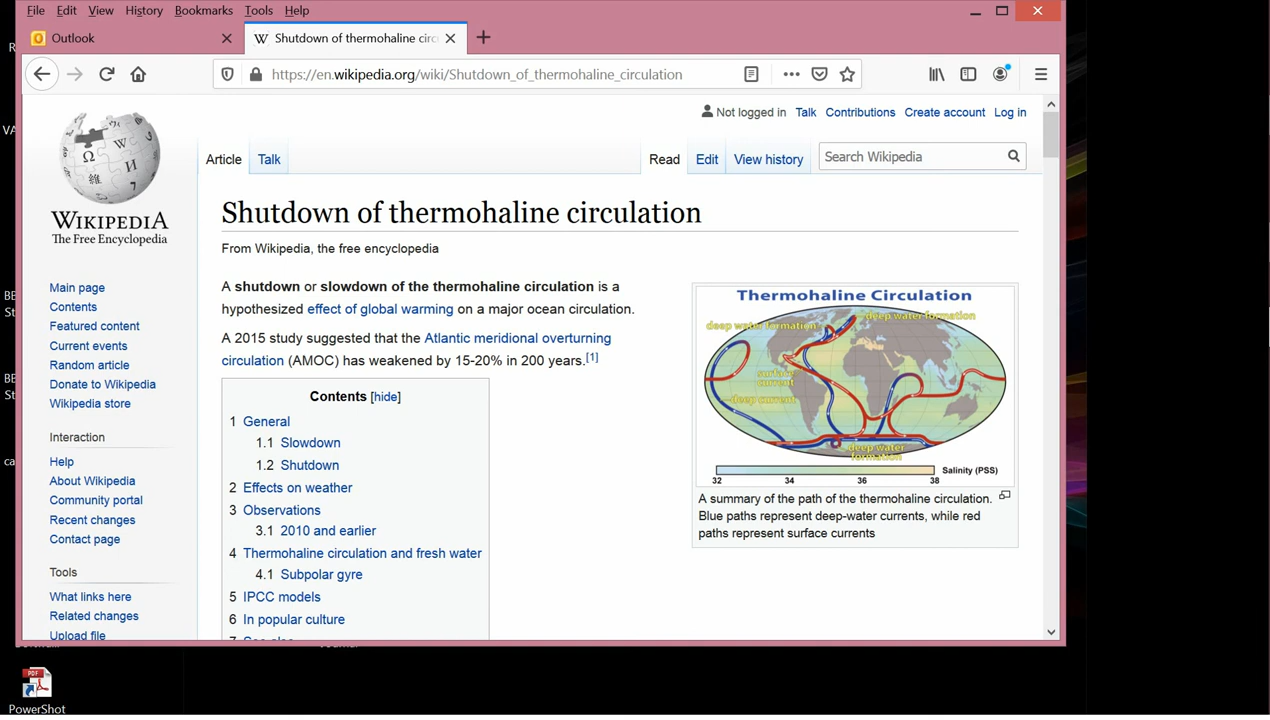 File Edit View History Bookmarks Tools Help
Outlook
W Shutdown of thermohaline circ
https://en.wikipedia.org/wiki/Shutdown_of_thermohaline_circulation
Not logged in Talk Contributions Create account Log in
WIKIPEDIA
The Free Encyclopedia
Article Talk
Read Edit View history Search Wikipedia
Main page
Contents
Featured content
Current events
Random article
Donate to Wikipedia
Wikipedia store
Interaction
Help
About Wikipedia
Community portal
Recent changes
Contact page
Tools
What links here
Related changes
Upload file
Shutdown of thermohaline circulation
From Wikipedia, the free encyclopedia
A shutdown or slowdown of the thermohaline circulation is a
hypothesized effect of global warming on a major ocean circulation.
A 2015 study suggested that the Atlantic meridional overturning
circulation (AMOC) has weakened by 15-20% in 200 years.[1]
Contents [hide]
1 General
1.1 Slowdown
1.2 Shutdown
2 Effects on weather
3 Observations
3.1 2010 and earlier
4 Thermohaline circulation and fresh water
4.1 Subpolar gyre
5 IPCC models
6 In popular culture
7 See also
Thermohaline Circulation
deep water formation
deep water formation
surface
current
deep current
deep water
formation
Salinity (PSS)
32 34 36 38
A summary of the path of the thermohaline circulation.
Blue paths represent deep-water currents, while red
paths represent surface currents
PDF
PowerShot